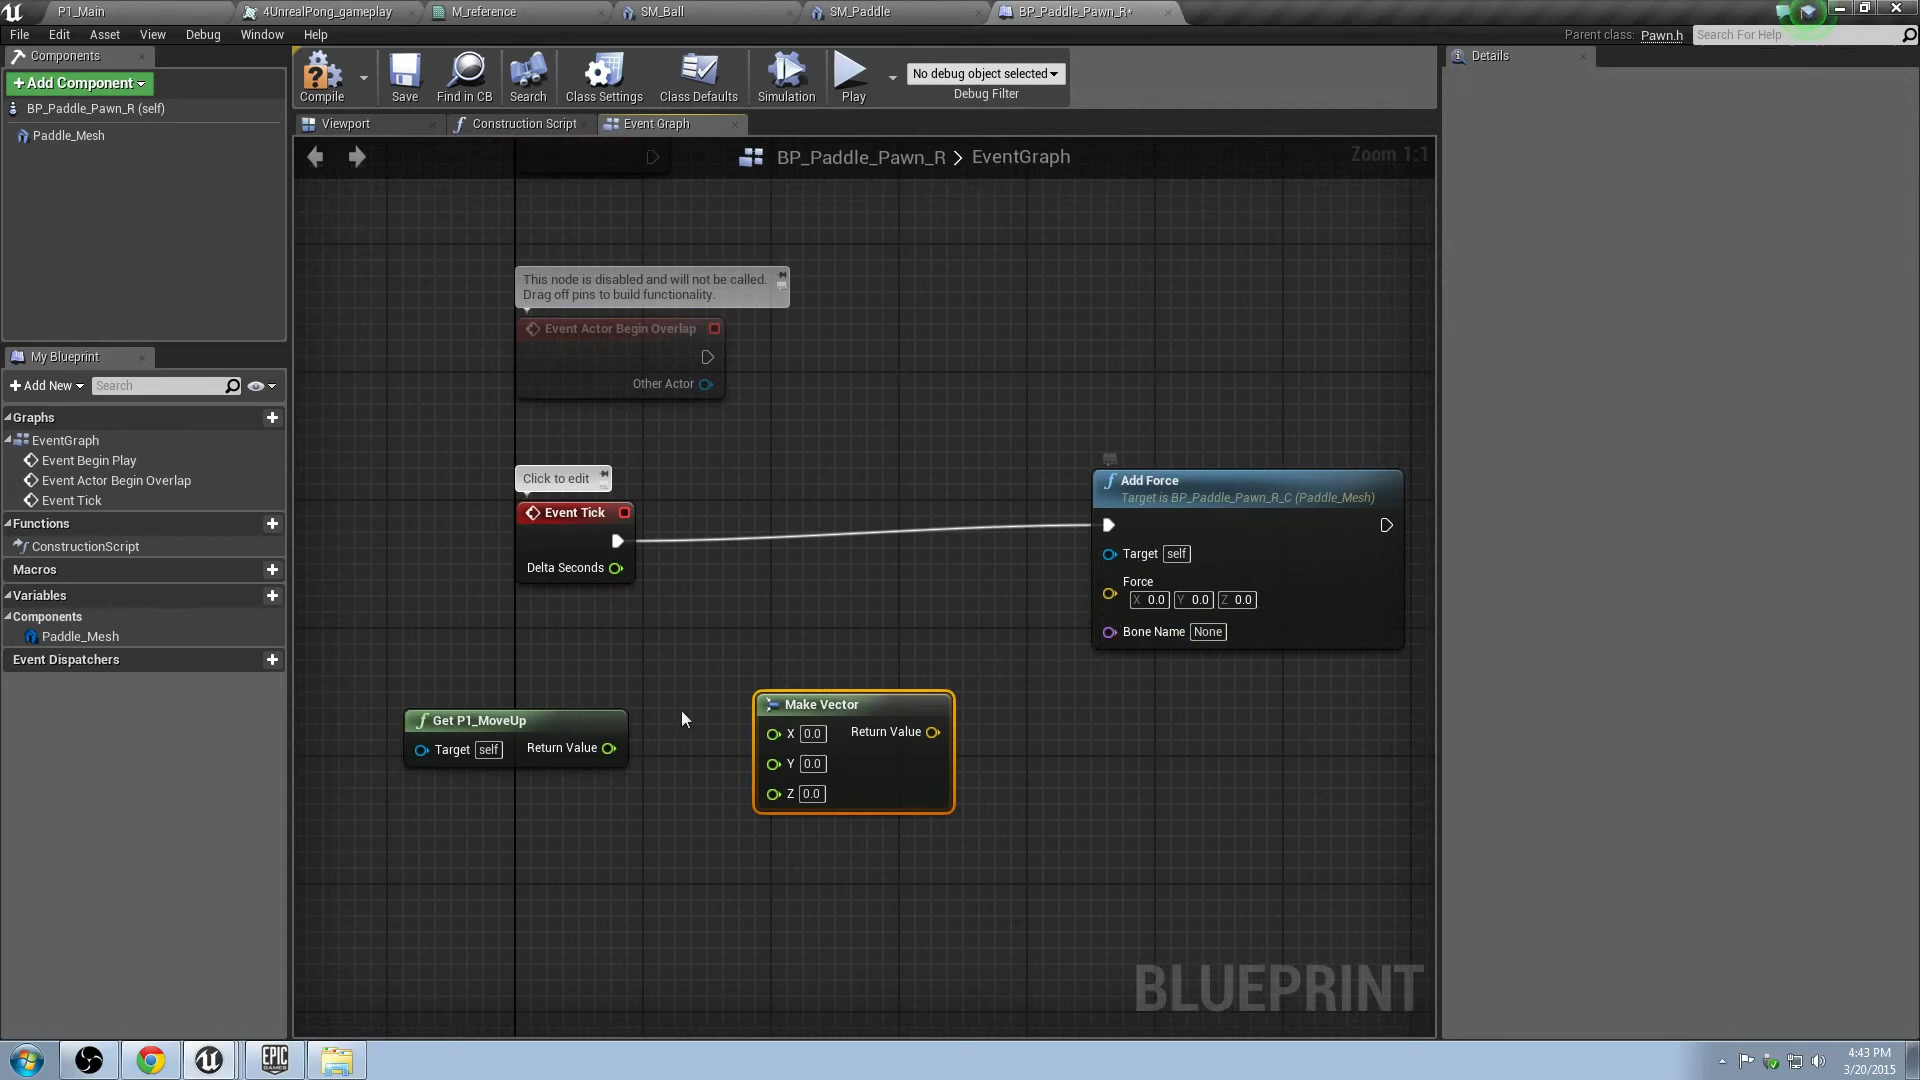 P1_Main
4UnrealPong_gameplay
M_reference
SM_Ball
SM_Paddle
BP_Paddle_Pawn_R*
File Edit Asset View Debug Window Help
Parent class: Pawn.h
Search For Help
Components
+Add Component
BP_Paddle_Pawn_R (self)
Paddle_Mesh
Compile
Save
Find in CB
Search
Class Settings
Class Defaults
Simulation
Play
No debug object selected
Debug Filter
Details
Viewport
Construction Script
Event Graph
BP_Paddle_Pawn_R > EventGraph
Zoom 1:1
My Blueprint
+Add New
Search
Graphs
EventGraph
Event Begin Play
Event Actor Begin Overlap
Event Tick
Functions
ConstructionScript
Macros
Variables
Components
Paddle_Mesh
Event Dispatchers
This node is disabled and will not be called.
Drag off pins to build functionality.
Event Actor Begin Overlap
Other Actor
Click to edit
Event Tick
Delta Seconds
Add Force
Target is BP_Paddle_Pawn_R_C (Paddle_Mesh)
Target self
Force
X 0.0 Y 0.0 Z 0.0
Bone Name None
Get P1_MoveUp
Target self Return Value
Make Vector
X 0.0 Return Value
Y 0.0
Z 0.0
BLUEPRINT
EPIC
GAMES
4:43 PM
3/20/2015